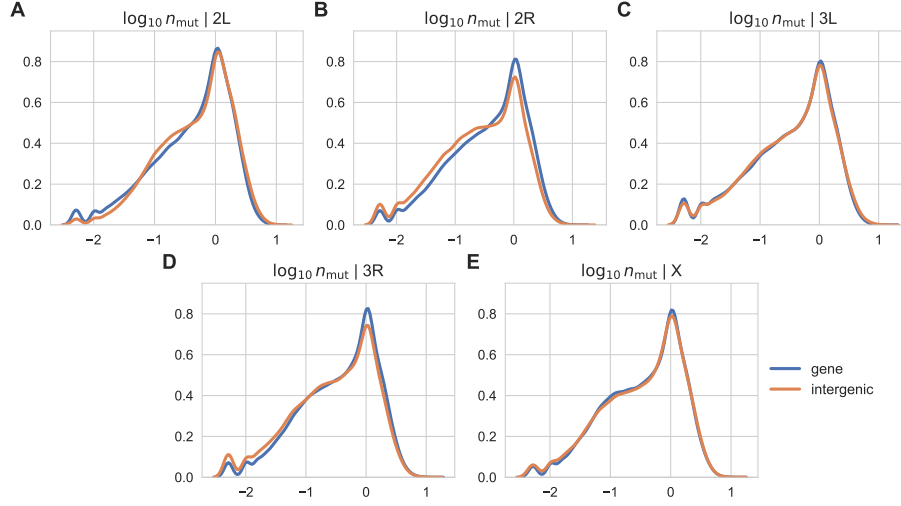 A
log₁₀ nₘᵤₜ | 2L
0.8
0.6
0.4
0.2
0.0
−2 −1 0 1
B
log₁₀ nₘᵤₜ | 2R
0.8
0.6
0.4
0.2
0.0
−2 −1 0 1
C
log₁₀ nₘᵤₜ | 3L
0.8
0.6
0.4
0.2
0.0
−2 −1 0 1
D
log₁₀ nₘᵤₜ | 3R
0.8
0.6
0.4
0.2
0.0
−2 −1 0 1
E
log₁₀ nₘᵤₜ | X
0.8
0.6
0.4
0.2
0.0
−2 −1 0 1
gene
intergenic